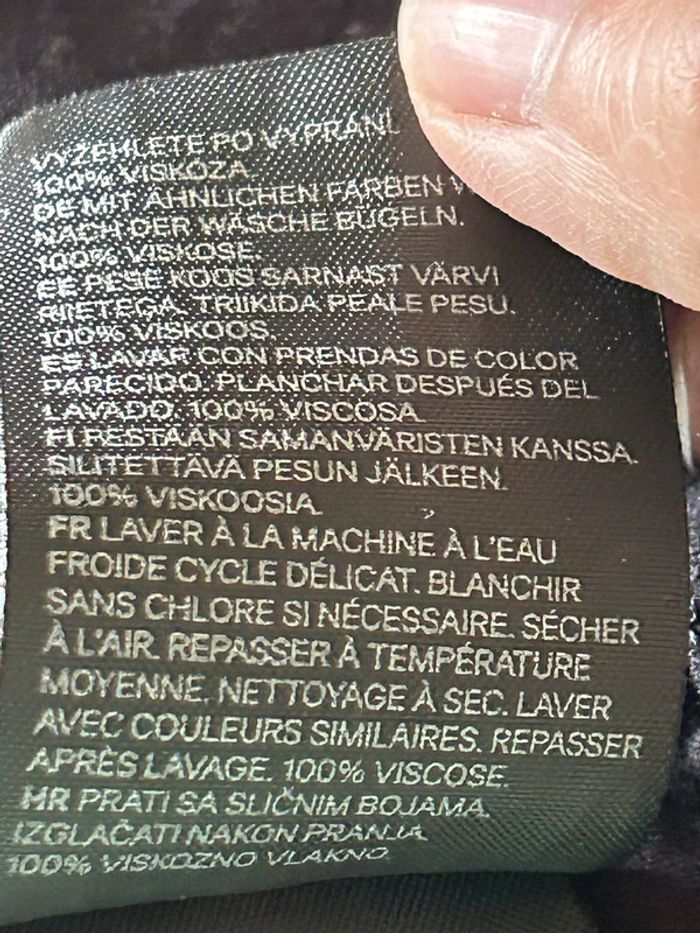 VYŽEHLETE PO VYPRÁNÍ.
100% VISKÓZA
DE MIT ÄHNLICHEN FARBEN
NACH DER WÄSCHE BÜGELN.
100% VISKOSE.
EE PESE KOOS SARNAST VÄRVI
RIIETEGA. TRIIKIDA PEALE PESU.
100% VISKOOS.
ES LAVAR CON PRENDAS DE COLOR
PARECIDO. PLANCHAR DESPUÉS DEL
LAVADO. 100% VISCOSA.
FI PESTÄÄN SAMANVÄRISTEN KANSSA.
SILITETTÄVÄ PESUN JÄLKEEN.
100% VISKOOSIA.
FR LAVER À LA MACHINE À L'EAU
FROIDE CYCLE DÉLICAT. BLANCHIR
SANS CHLORE SI NÉCESSAIRE. SÉCHER
À L'AIR. REPASSER À TEMPÉRATURE
MOYENNE. NETTOYAGE À SEC. LAVER
AVEC COULEURS SIMILAIRES. REPASSER
APRÈS LAVAGE. 100% VISCOSE.
HR PRATI SA SLIČNIM BOJAMA.
IZGLAČATI NAKON PRANJA.
100% VISKOZNO VLAKNO.